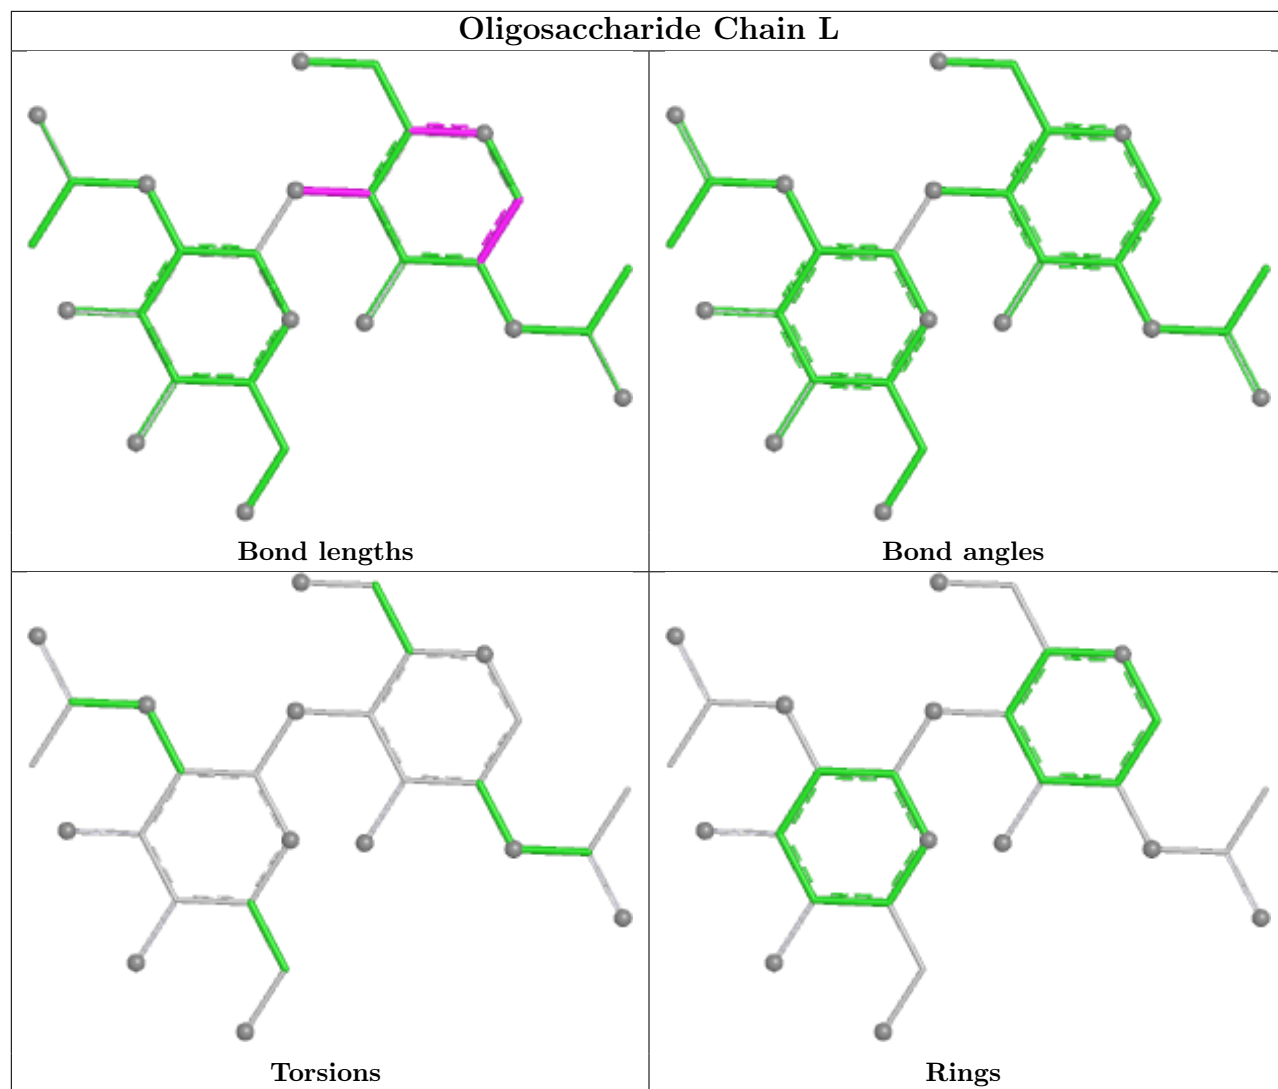 Oligosaccharide Chain L
Bond lengths
Bond angles
Torsions
Rings